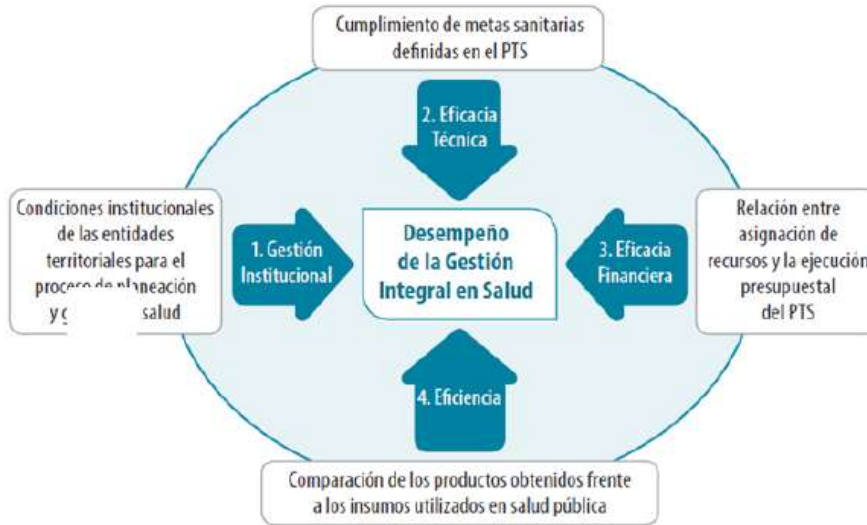 Cumplimiento de metas sanitarias
definidas en el PTS
2. Eficacia
Técnica
Condiciones institucionales
de las entidades
territoriales para el
proceso de planeación
y salud
1. Gestión
Institucional
Desempeño
de la Gestión
Integral en Salud
3. Eficacia
Financiera
Relación entre
asignación de
recursos y la ejecución
presupuestal
del PTS
4. Eficiencia
Comparación de los productos obtenidos frente
a los insumos utilizados en salud pública